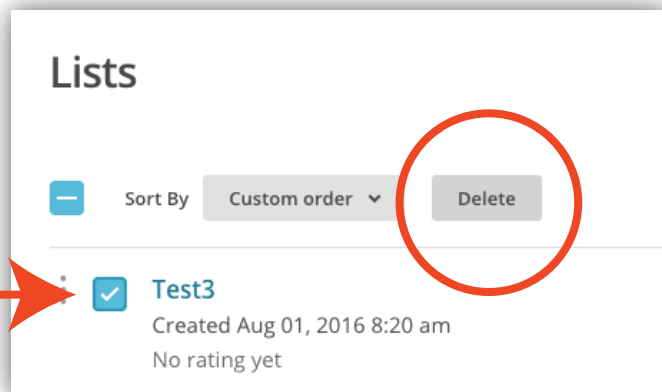 Lists
Sort By Custom order Delete
Test3
Created Aug 01, 2016 8:20 am
No rating yet